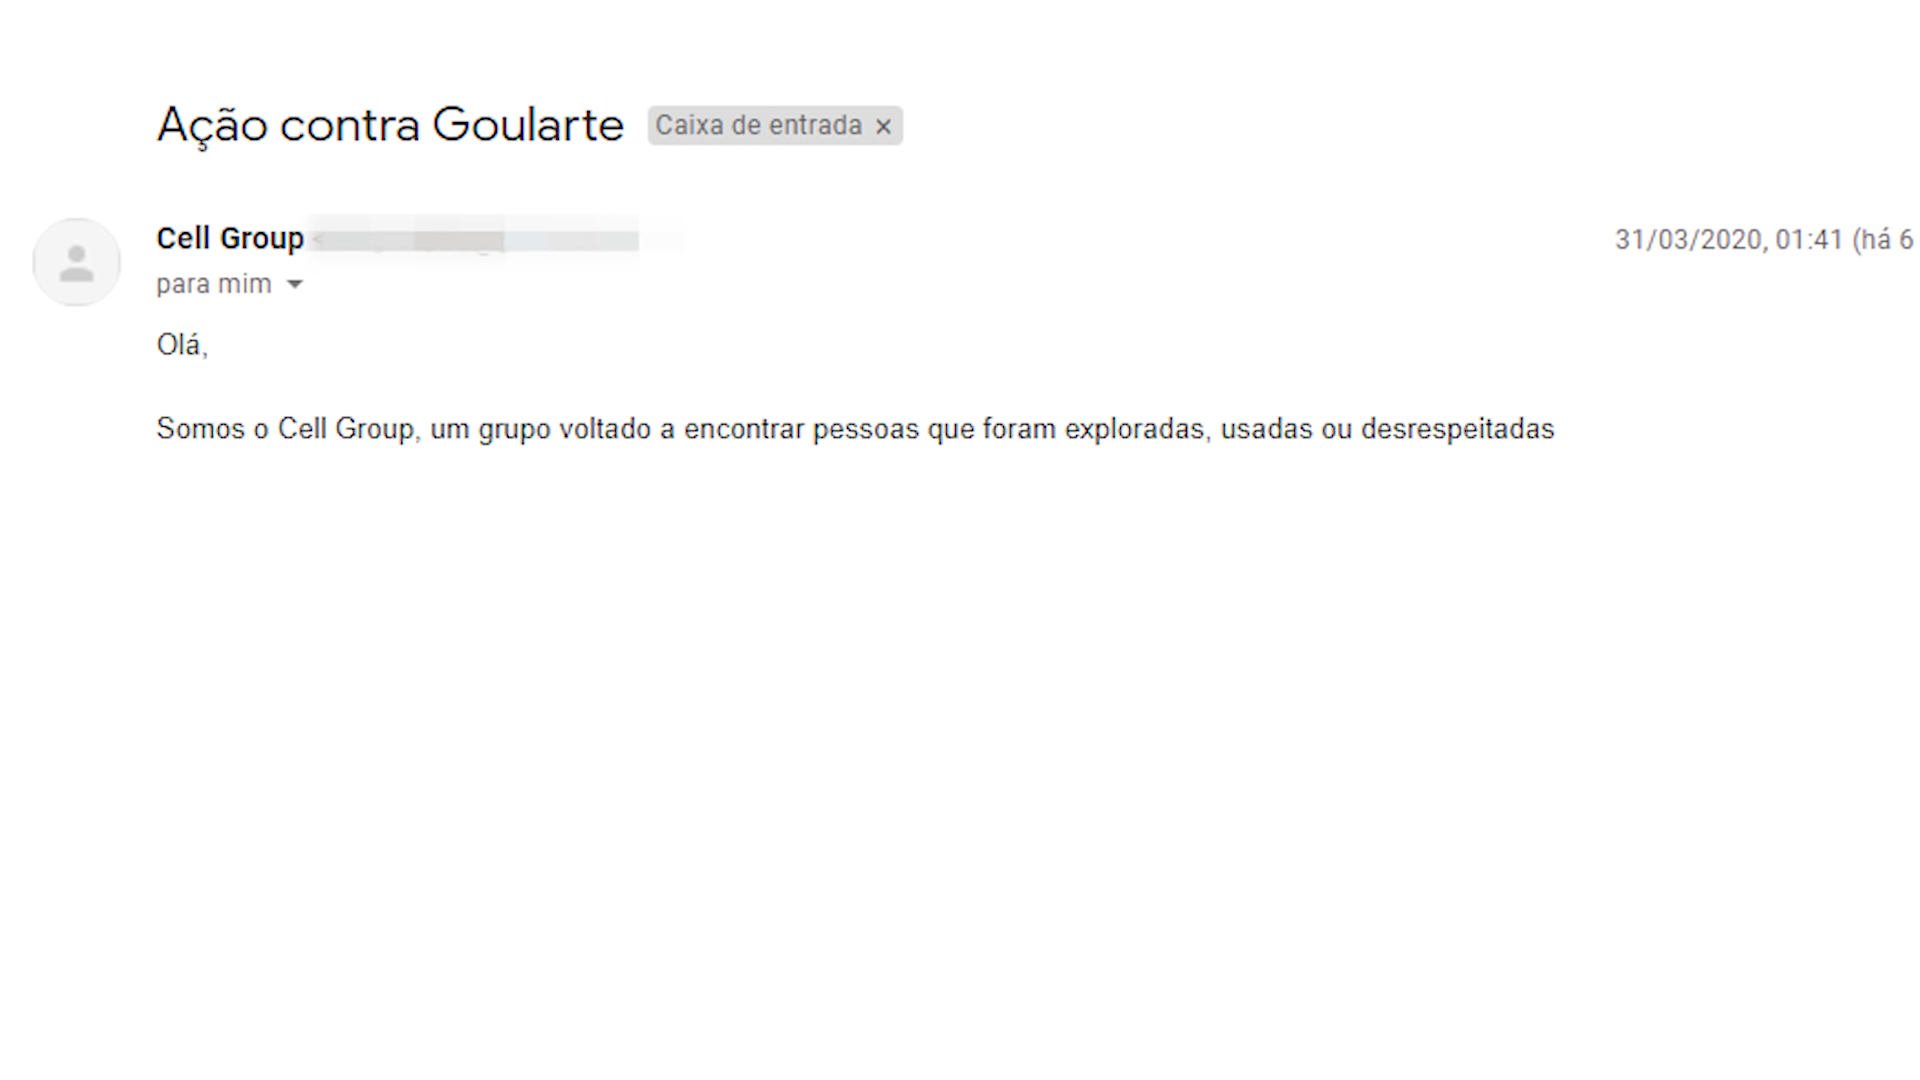 Ação contra Goularte Caixa de entrada ×
Cell Group 31/03/2020, 01:41 (há 6
para mim
Olá,
Somos o Cell Group, um grupo voltado a encontrar pessoas que foram exploradas, usadas ou desrespeitadas